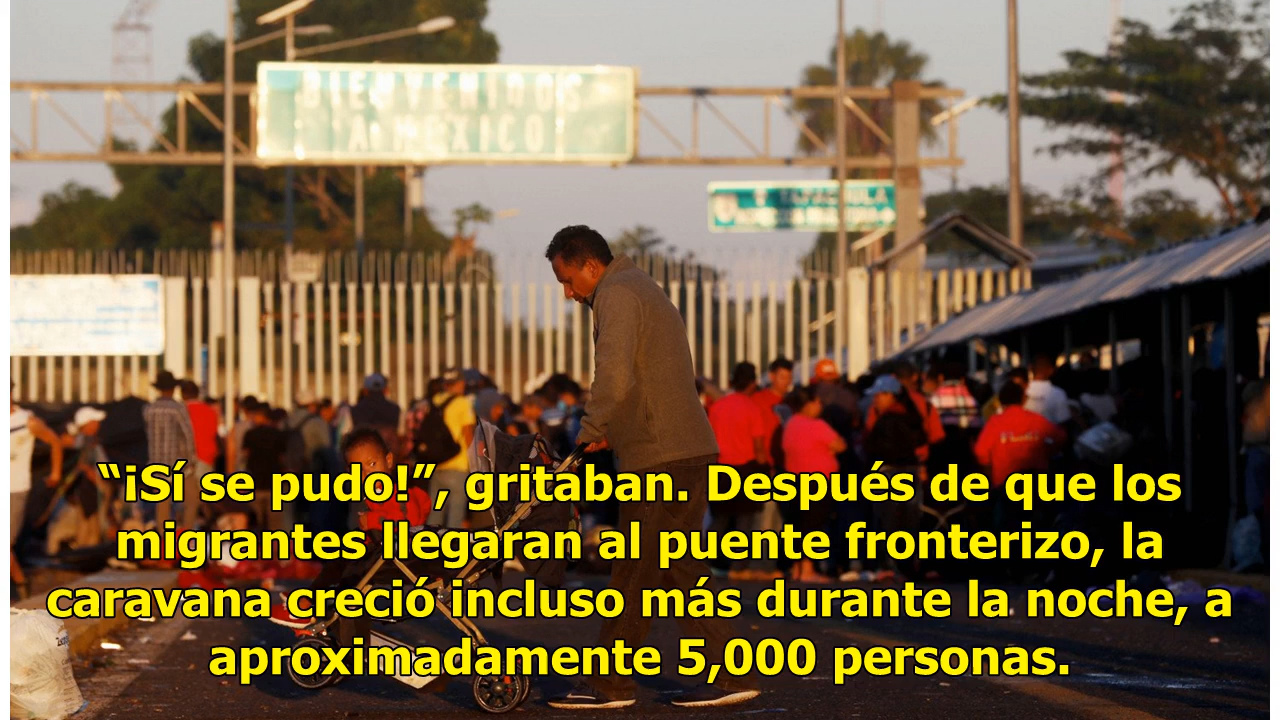 BIENVENIDOS
A MEXICO
“¡Sí se pudo!”, gritaban. Después de que los
migrantes llegaran al puente fronterizo, la
caravana creció incluso más durante la noche, a
aproximadamente 5,000 personas.